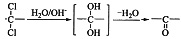 Cl OH
·C· H₂O/OH⁻ [ C ] −H₂O ·C·
Cl OH O